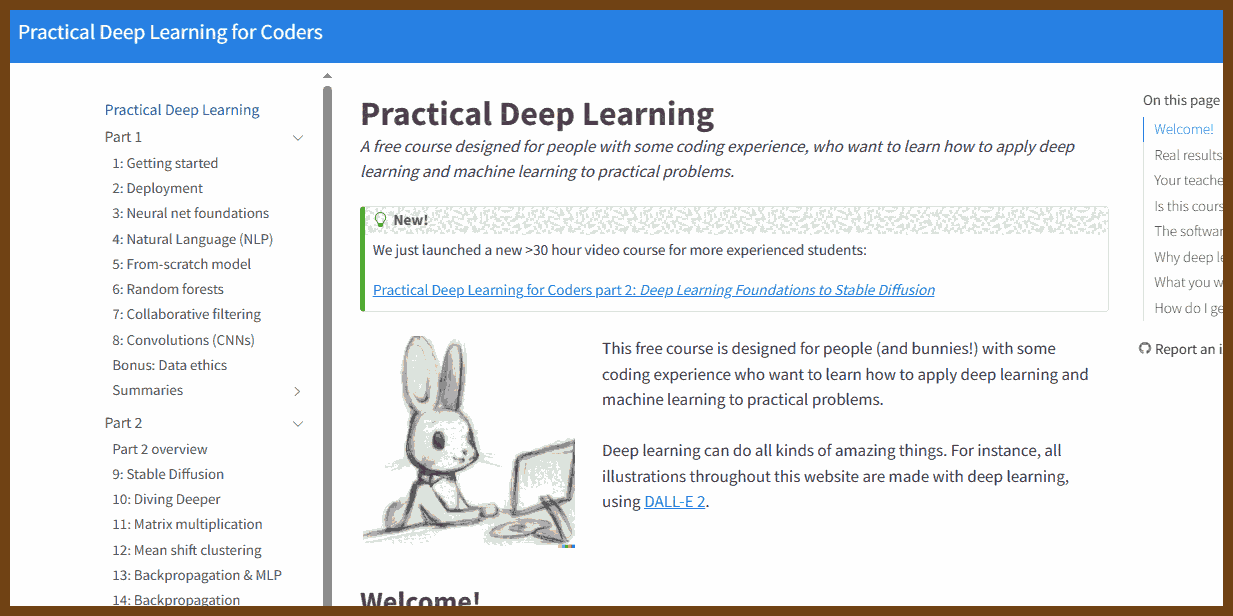 Practical Deep Learning for Coders
Practical Deep Learning
Part 1
1: Getting started
2: Deployment
3: Neural net foundations
4: Natural Language (NLP)
5: From-scratch model
6: Random forests
7: Collaborative filtering
8: Convolutions (CNNs)
Bonus: Data ethics
Summaries
Part 2
Part 2 overview
9: Stable Diffusion
10: Diving Deeper
11: Matrix multiplication
12: Mean shift clustering
13: Backpropagation & MLP
14: Backpropagation
Practical Deep Learning
A free course designed for people with some coding experience, who want to learn how to apply deep
learning and machine learning to practical problems.
New!
We just launched a new >30 hour video course for more experienced students:
Practical Deep Learning for Coders part 2: Deep Learning Foundations to Stable Diffusion
This free course is designed for people (and bunnies!) with some
coding experience who want to learn how to apply deep learning and
machine learning to practical problems.
Deep learning can do all kinds of amazing things. For instance, all
illustrations throughout this website are made with deep learning,
using DALL-E 2.
Welcome!
On this page
Welcome!
Real results
Your teache
Is this cours
The softwar
Why deep le
What you w
How do I ge
Report an i